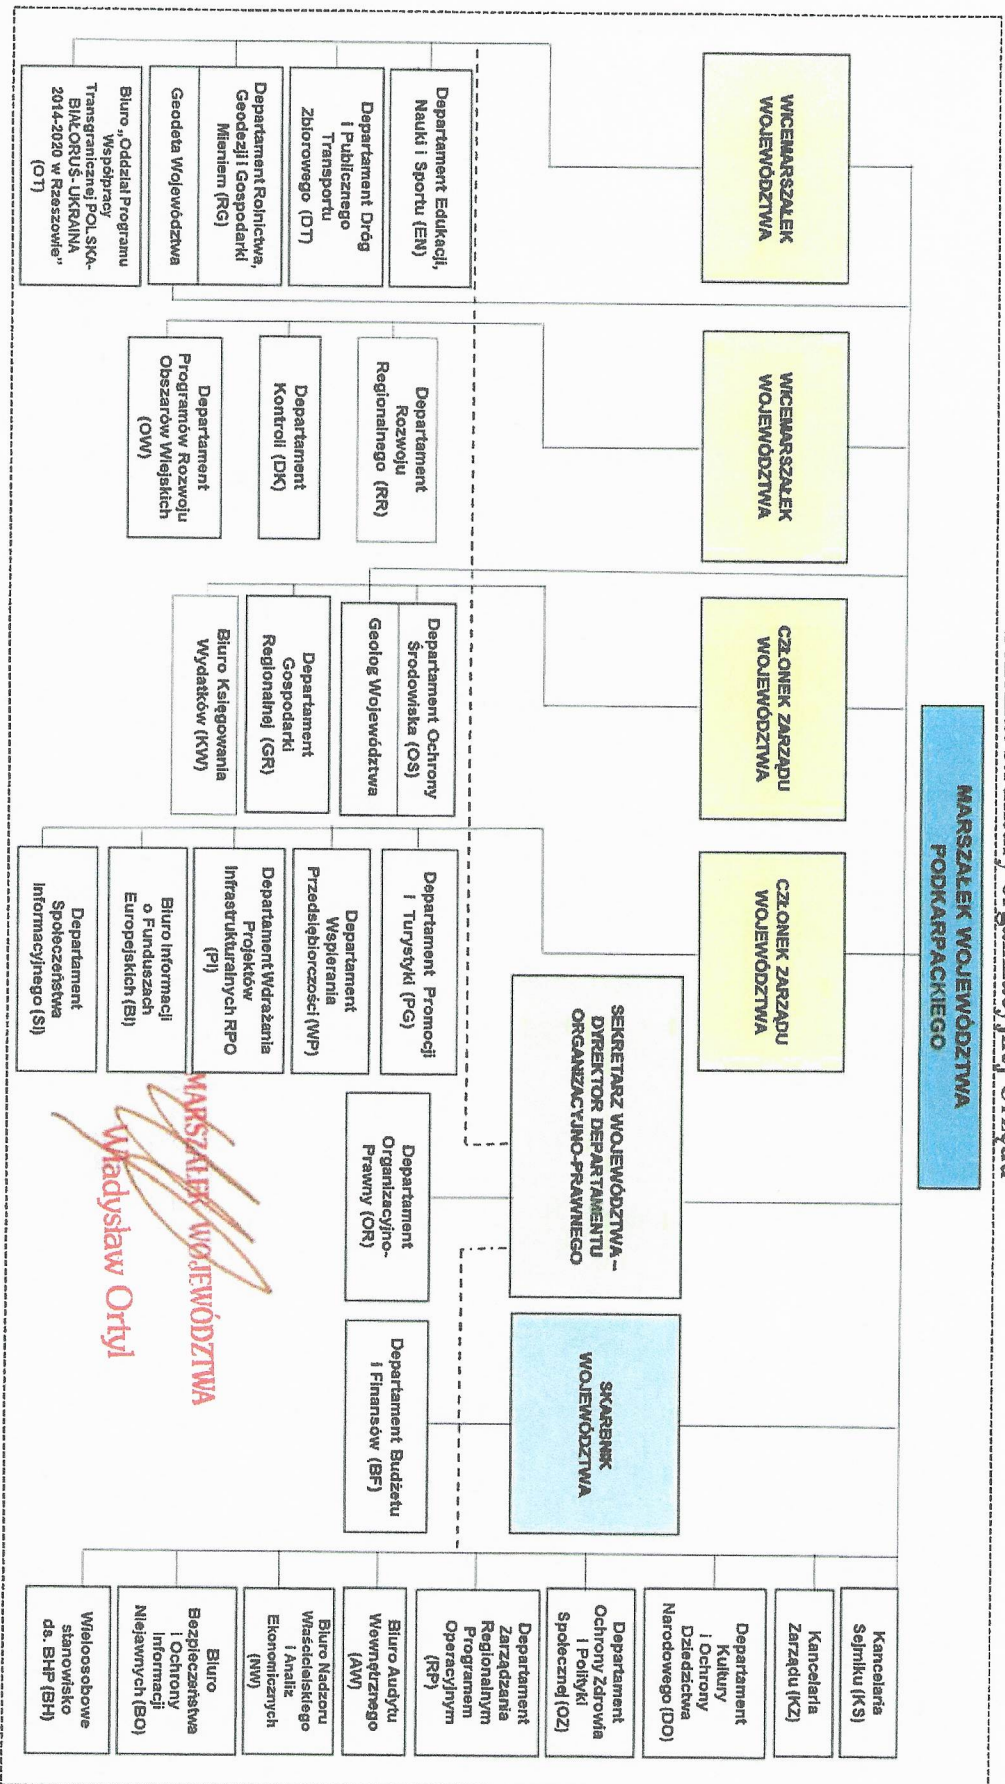 MARSZAŁEK WOJEWÓDZTWA
PODKARPACKIEGO
WICEMARSZAŁEK
WOJEWÓDZTWA
WICEMARSZAŁEK
WOJEWÓDZTWA
CZŁONEK ZARZĄDU
WOJEWÓDZTWA
CZŁONEK ZARZĄDU
WOJEWÓDZTWA
SEKRETARZ WOJEWÓDZTWA –
DYREKTOR DEPARTAMENTU
ORGANIZACYJNO-PRAWNEGO
SKARBNIK
WOJEWÓDZTWA
Departament Edukacji,
Nauki i Sportu (EN)
Departament Dróg
i Publicznego
Transportu
Zbiorowego (DT)
Departament Rolnictwa,
Geodezji i Gospodarki
Mieniem (RG)
Geodeta Województwa
Biuro „Oddział Programu
Współpracy
Transgranicznej POLSKA-
BIAŁORUŚ- UKRAINA
2014-2020 w Rzeszowie”
(OT)
Departament
Rozwoju
Regionalnego (RR)
Departament
Kontroli (DK)
Departament
Programów Rozwoju
Obszarów Wiejskich
(OW)
Departament Ochrony
Środowiska (OS)
Geolog Województwa
Departament
Gospodarki
Regionalnej (GR)
Biuro Księgowania
Wydatków (KW)
Departament Promocji
i Turystyki (PG)
Departament
Wspierania
Przedsiębiorczości (WP)
Departament Wdrażania
Projektów
Infrastrukturalnych RPO
(PI)
Biuro Informacji
o Funduszach
Europejskich (BI)
Departament
Społeczeństwa
Informacyjnego (SI)
Departament
Organizacyjno-
Prawny (OR)
Departament Budżetu
i Finansów (BF)
Kancelaria
Sejmiku (KS)
Kancelaria
Zarządu (KZ)
Departament
Kultury
i Ochrony
Dziedzictwa
Narodowego (DO)
Departament
Ochrony Zdrowia
i Polityki
Społecznej (OZ)
Departament
Zarządzania
Regionalnym
Programem
Operacyjnym
(RP)
Biuro Audytu
Wewnętrznego
(AW)
Biuro Nadzoru
Właścicielskiego
i Analiz
Ekonomicznych
(NW)
Biuro
Bezpieczeństwa
i Ochrony
Informacji
Niejawnych (BO)
Wieloosobowe
stanowisko
ds. BHP (BH)
MARSZAŁEK WOJEWÓDZTWA
Władysław Ortyl